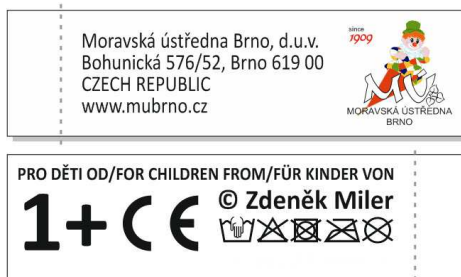 Moravská ústředna Brno, d.u.v.
Bohunická 576/52, Brno 619 00
CZECH REPUBLIC
www.mubrno.cz
since
1909
MÚ
MORAVSKÁ ÚSTŘEDNA
BRNO
PRO DĚTI OD/FOR CHILDREN FROM/FÜR KINDER VON
1+ CE
© Zdeněk Miler